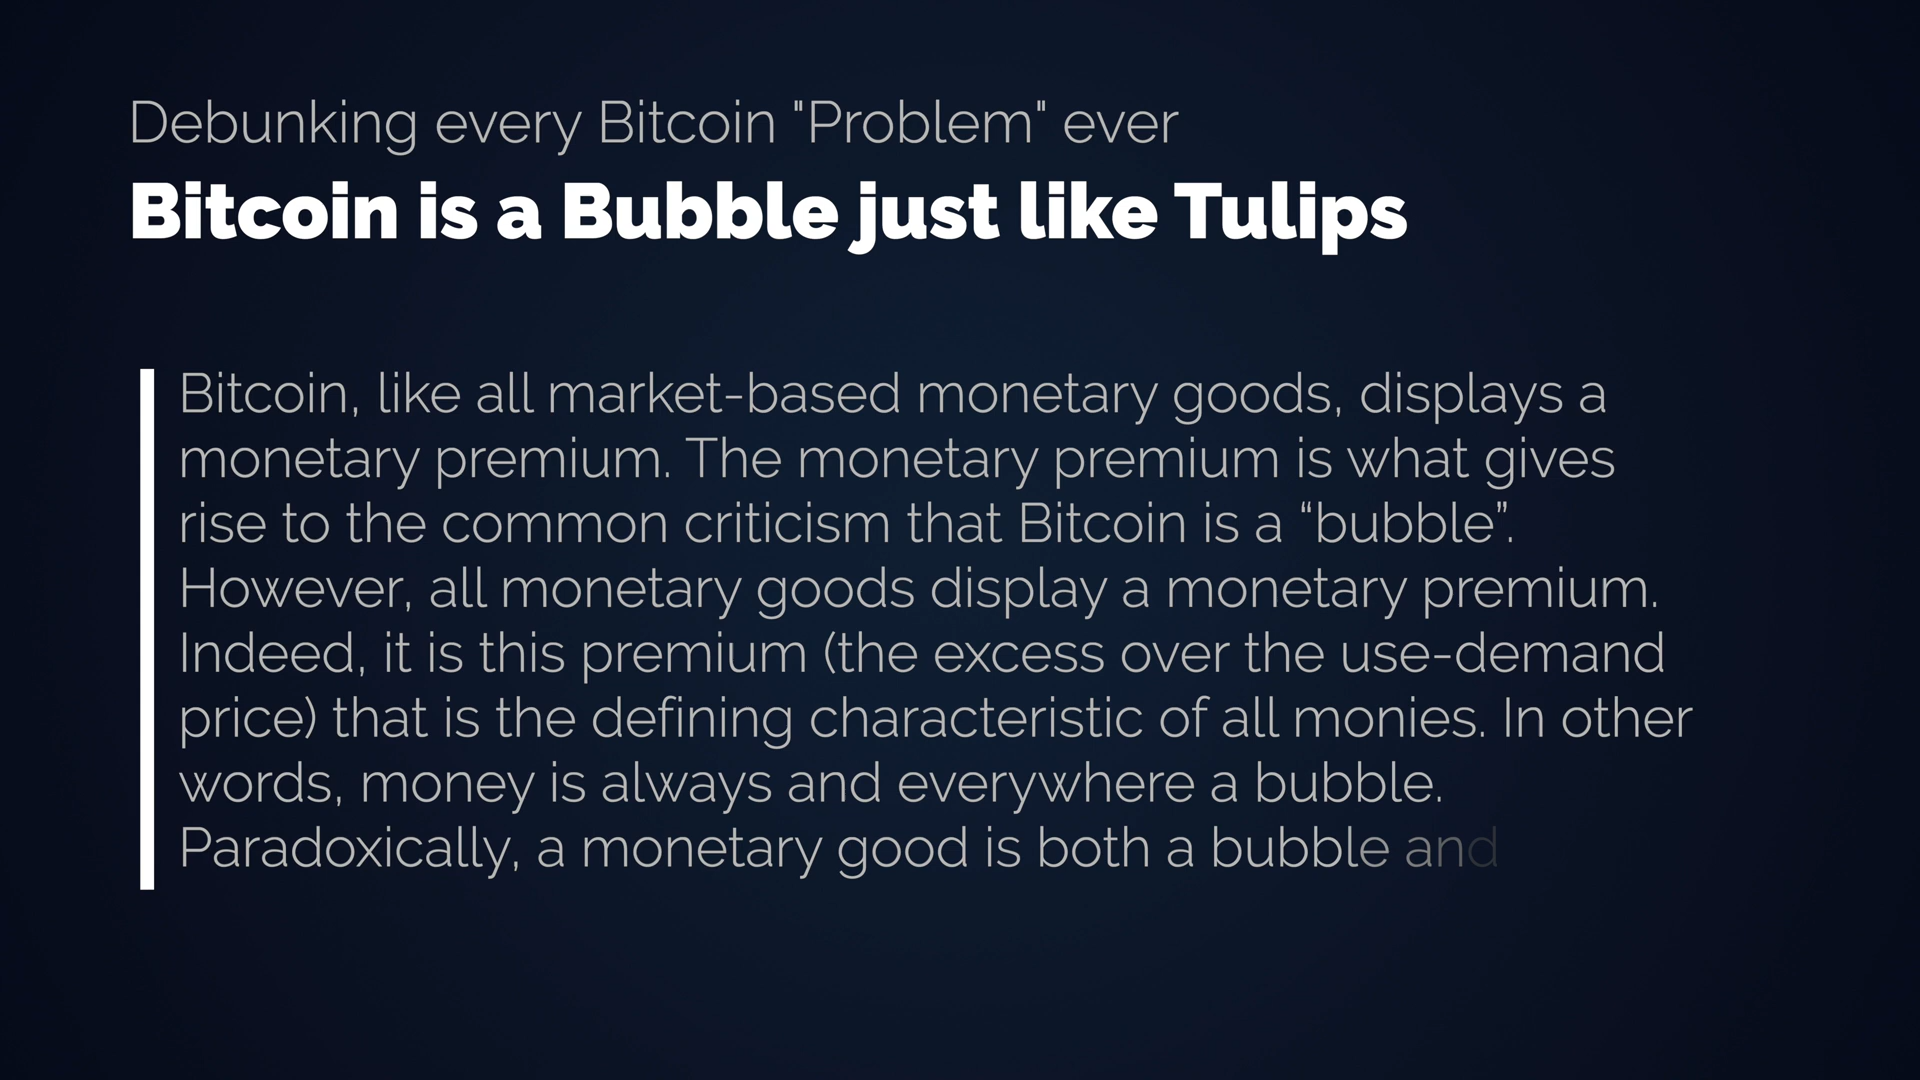 Debunking every Bitcoin "Problem" ever
Bitcoin is a Bubble just like Tulips
Bitcoin, like all market-based monetary goods, displays a
monetary premium. The monetary premium is what gives
rise to the common criticism that Bitcoin is a “bubble”.
However, all monetary goods display a monetary premium.
Indeed, it is this premium (the excess over the use-demand
price) that is the defining characteristic of all monies. In other
words, money is always and everywhere a bubble.
Paradoxically, a monetary good is both a bubble and